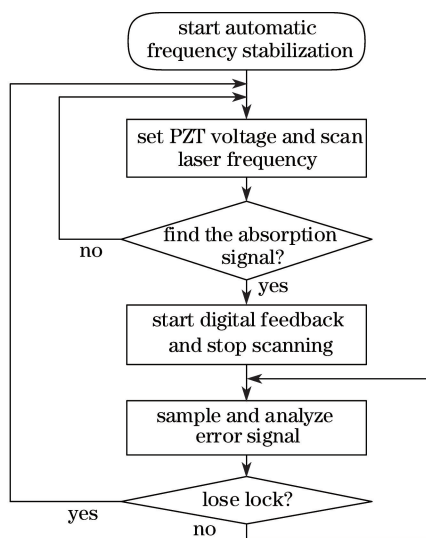 start automatic
frequency stabilization
set PZT voltage and scan
laser frequency
find the absorption
signal?
no
yes
start digital feedback
and stop scanning
sample and analyze
error signal
lose lock?
yes
no